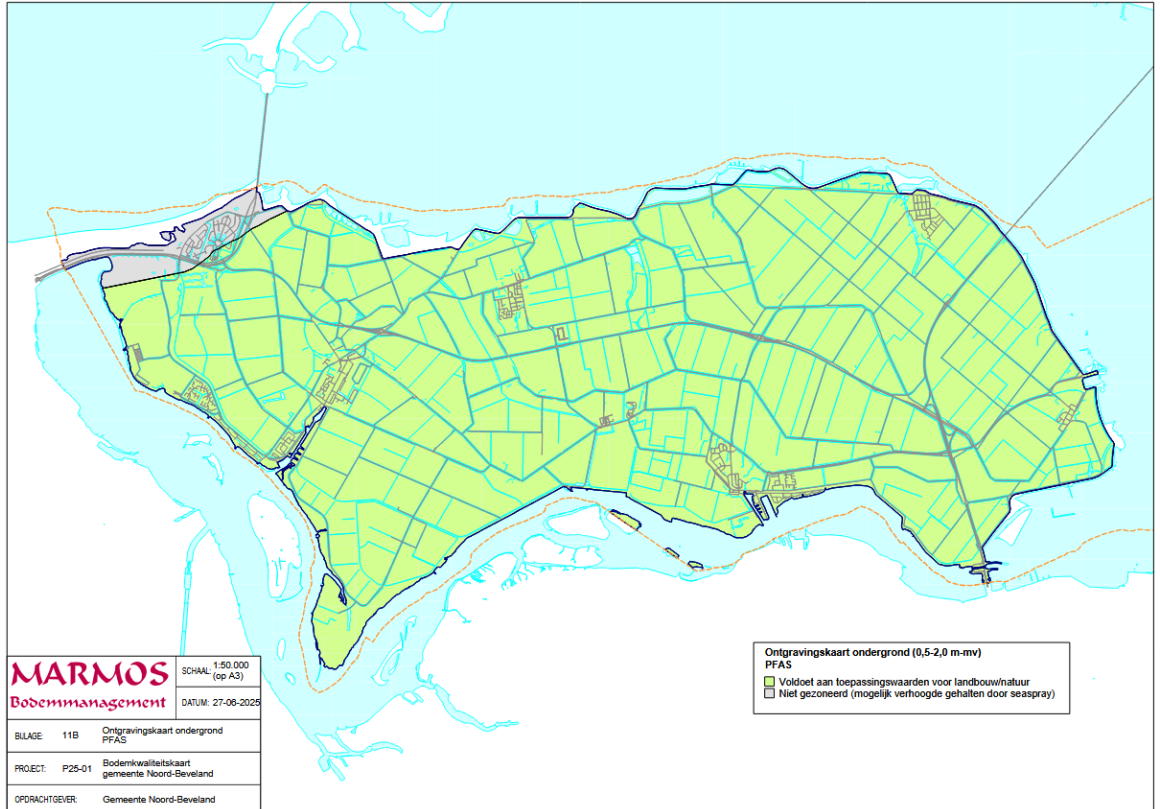 Ontgravingskaart ondergrond (0,5-2,0 m-mv)
PFAS
Voldoet aan toepassingswaarden voor landbouw/natuur
Niet gezoneerd (mogelijk verhoogde gehalten door seaspray)
MARMOS
Bodemmanagement
SCHAAL: 1:50.000
(op A3)
DATUM: 27-06-2025
BIJLAGE: 11B Ontgravingskaart ondergrond
PFAS
PROJECT: P25-01 Bodemkwaliteitskaart
gemeente Noord-Beveland
OPDRACHTGEVER: Gemeente Noord-Beveland